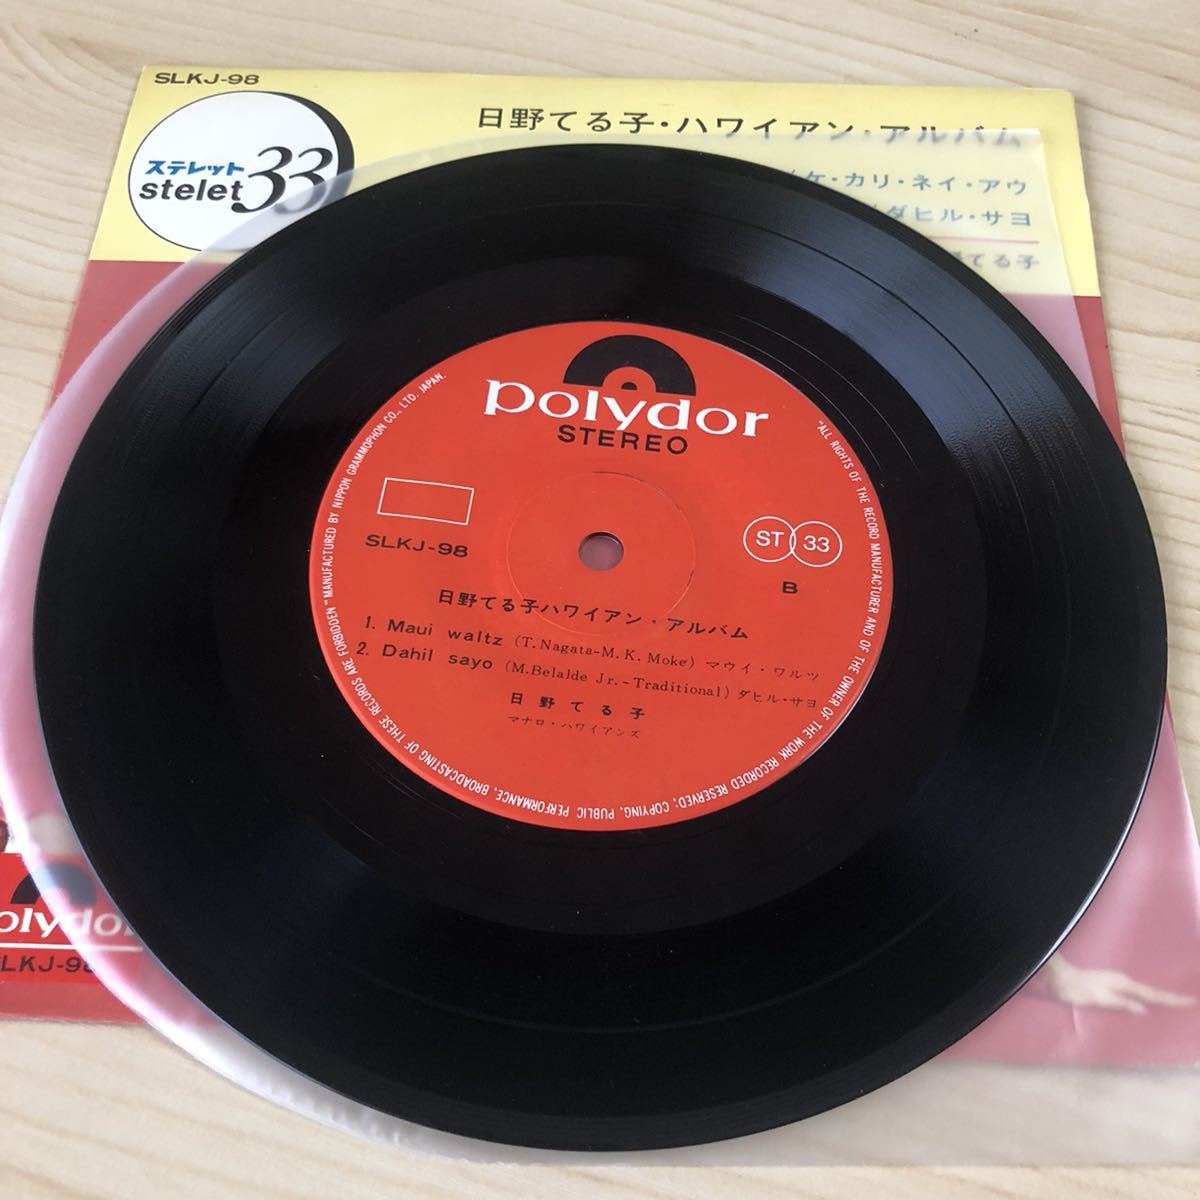 SLKJ-98
ステレット
stelet 33
日野てる子・ハワイアン・アルバム
ケ・カリ・ネイ・アウ
ダヒル・サヨ
てる子
polydor
STEREO
SLKJ-98
ST 33
B
日野てる子ハワイアン・アルバム
1. Maui waltz (T. Nagata-M. K. Moke) マウイ・ワルツ
2. Dahil sayo (M.Belalde Jr.-Traditional) ダヒル・サヨ
日野てる子
マナロ・ハワイアンズ
"ALL RIGHTS OF THE RECORD MANUFACTURER AND OF THE OWNER OF THE WORK RECORDED RESERVED; COPYING, PUBLIC PERFORMANCE, BROADCASTING OF THESE RECORDS ARE FORBIDDEN" MANUFACTURED BY NIPPON GRAMMOPHON CO., LTD. JAPAN.
olydor
LKJ-98